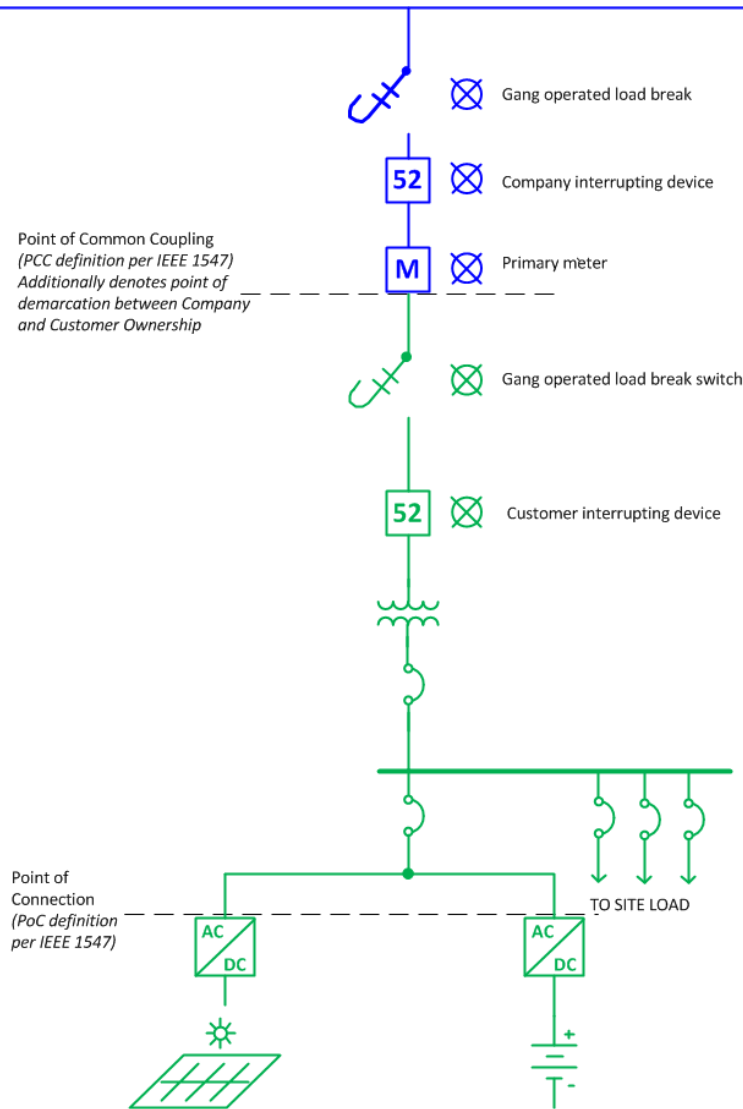 Gang operated load break
52
Company interrupting device
Point of Common Coupling
(PCC definition per IEEE 1547)
Additionally denotes point of
demarcation between Company
and Customer Ownership
M
Primary meter
Gang operated load break switch
52
Customer interrupting device
Point of
Connection
(PoC definition
per IEEE 1547)
TO SITE LOAD
AC
DC
AC
DC
+
-